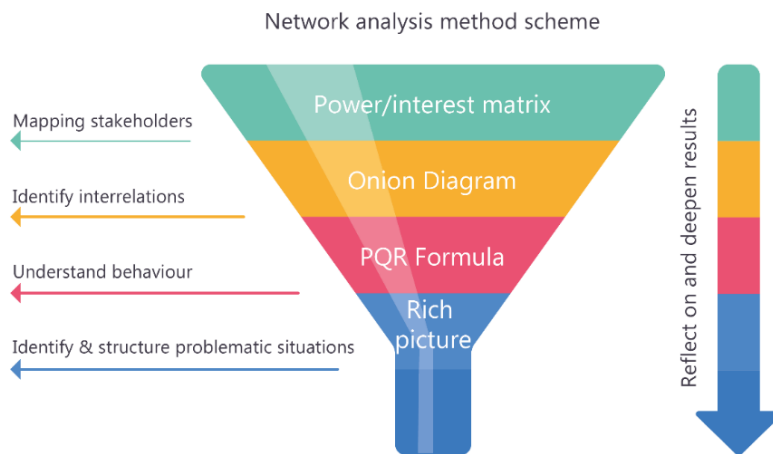 Network analysis method scheme
Power/interest matrix
Mapping stakeholders
Onion Diagram
Identify interrelations
PQR Formula
Understand behaviour
Rich
picture
Identify & structure problematic situations
Reflect on and deepen results